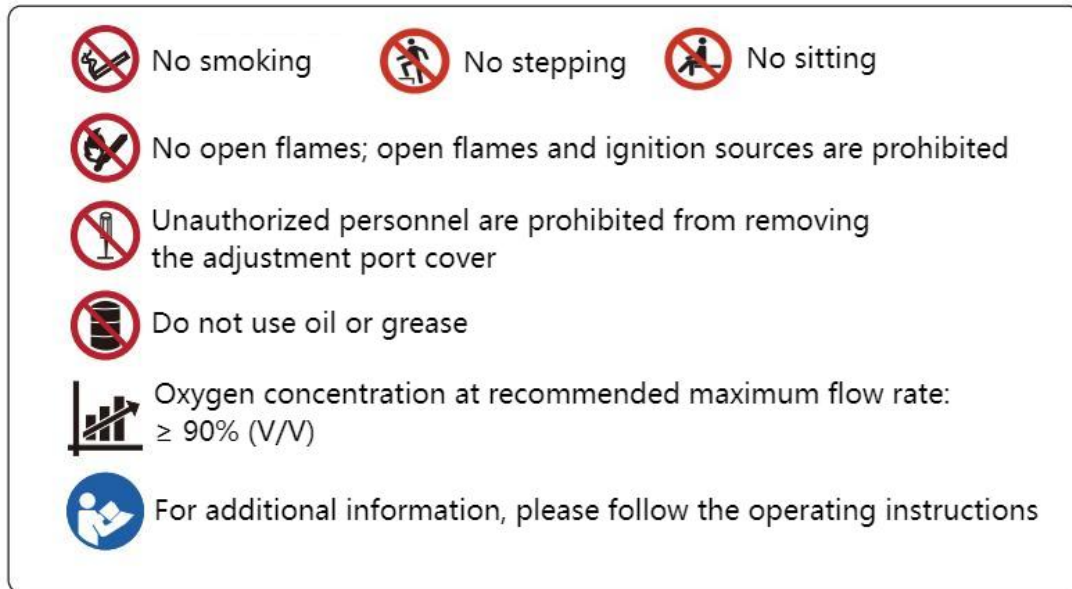 No smoking
No stepping
No sitting
No open flames; open flames and ignition sources are prohibited
Unauthorized personnel are prohibited from removing
the adjustment port cover
Do not use oil or grease
Oxygen concentration at recommended maximum flow rate:
≥ 90% (V/V)
For additional information, please follow the operating instructions